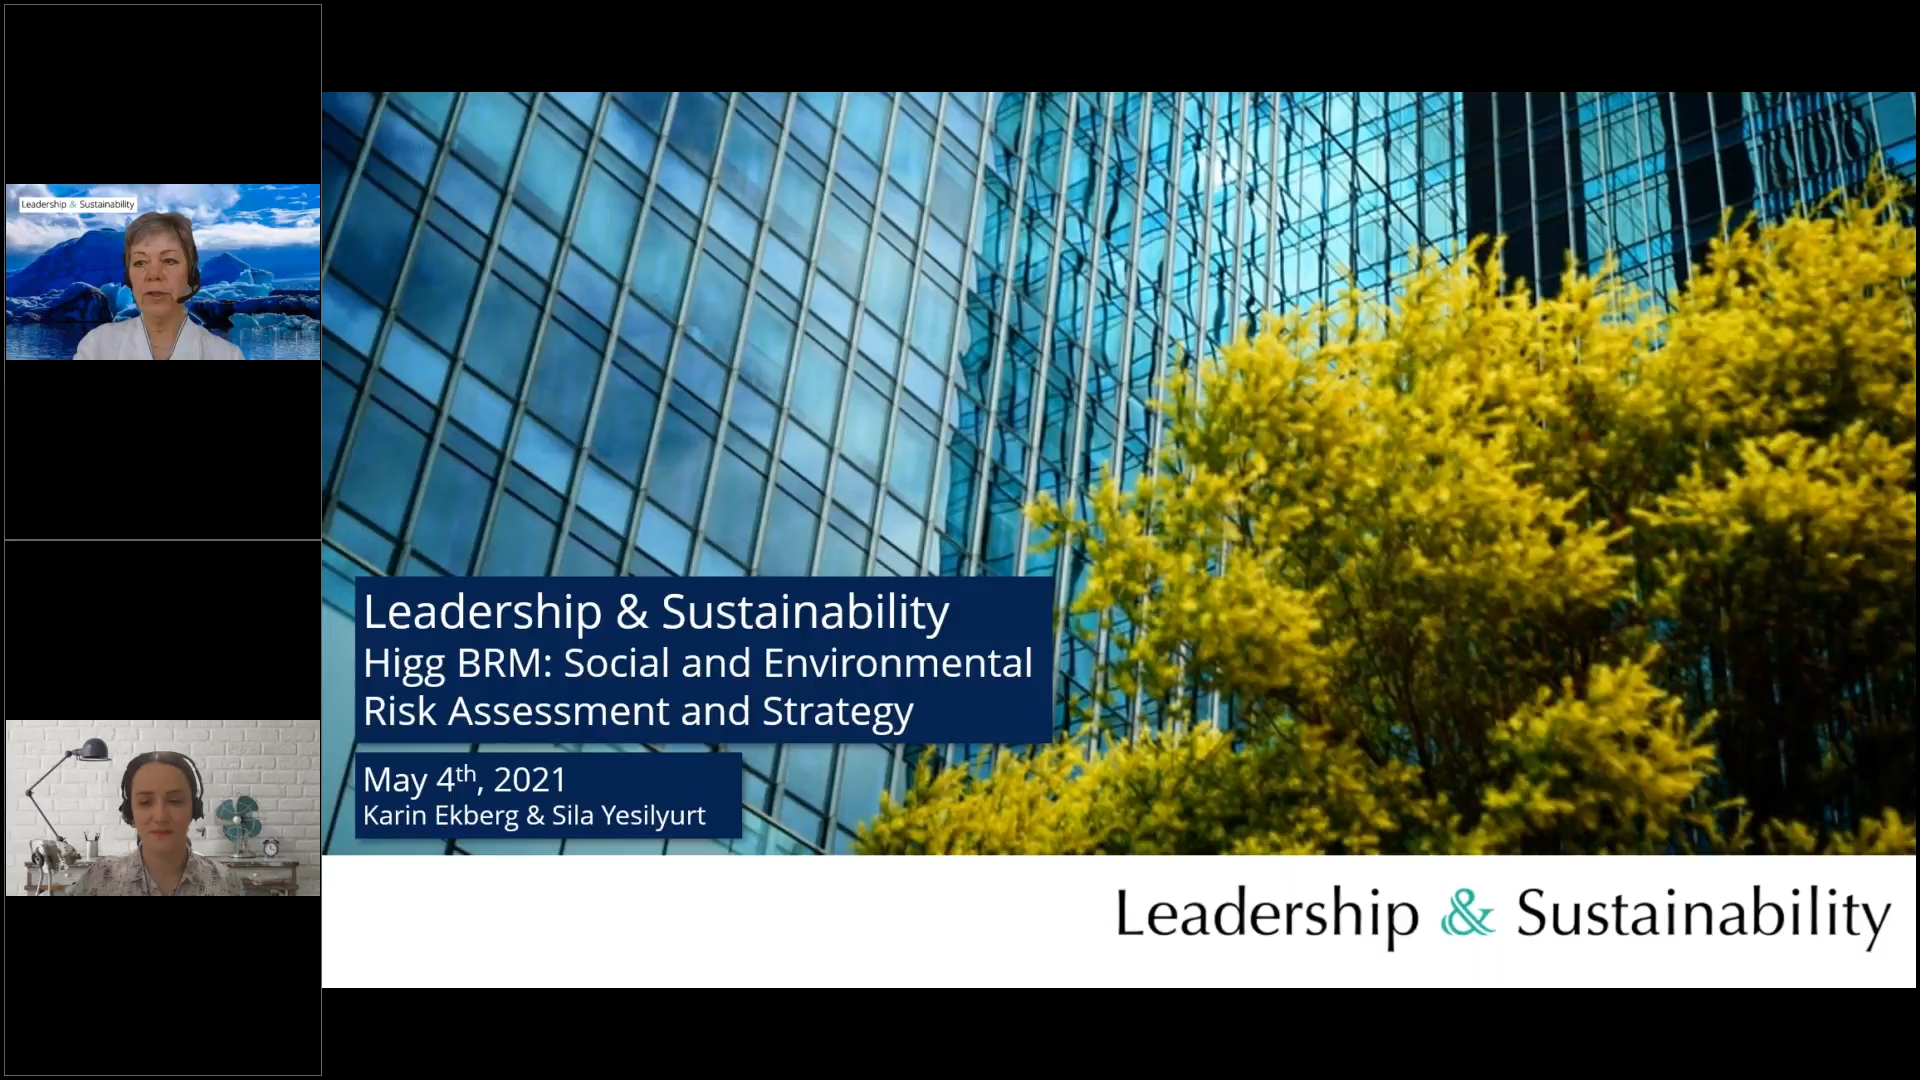 Leadership & Sustainability
Leadership & Sustainability
Higg BRM: Social and Environmental
Risk Assessment and Strategy
May 4th, 2021
Karin Ekberg & Sila Yesilyurt
Leadership & Sustainability